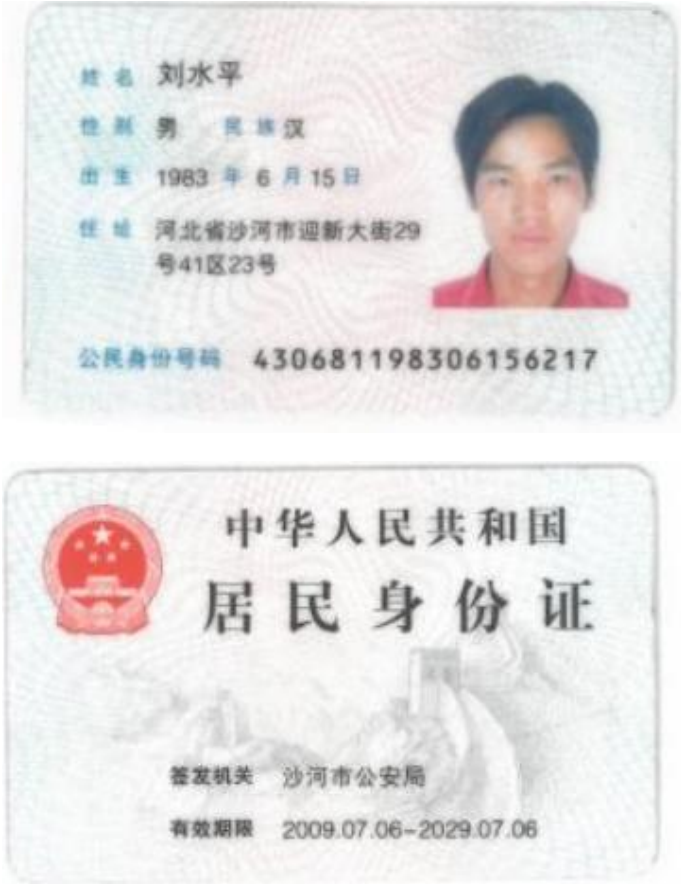 姓名 刘水平
性别 男 民族 汉
出生 1983 年 6 月 15 日
住址 河北省沙河市迎新大街29
号41区23号
公民身份号码 430681198306156217
中华人民共和国
居民身份证
签发机关 沙河市公安局
有效期限 2009.07.06-2029.07.06